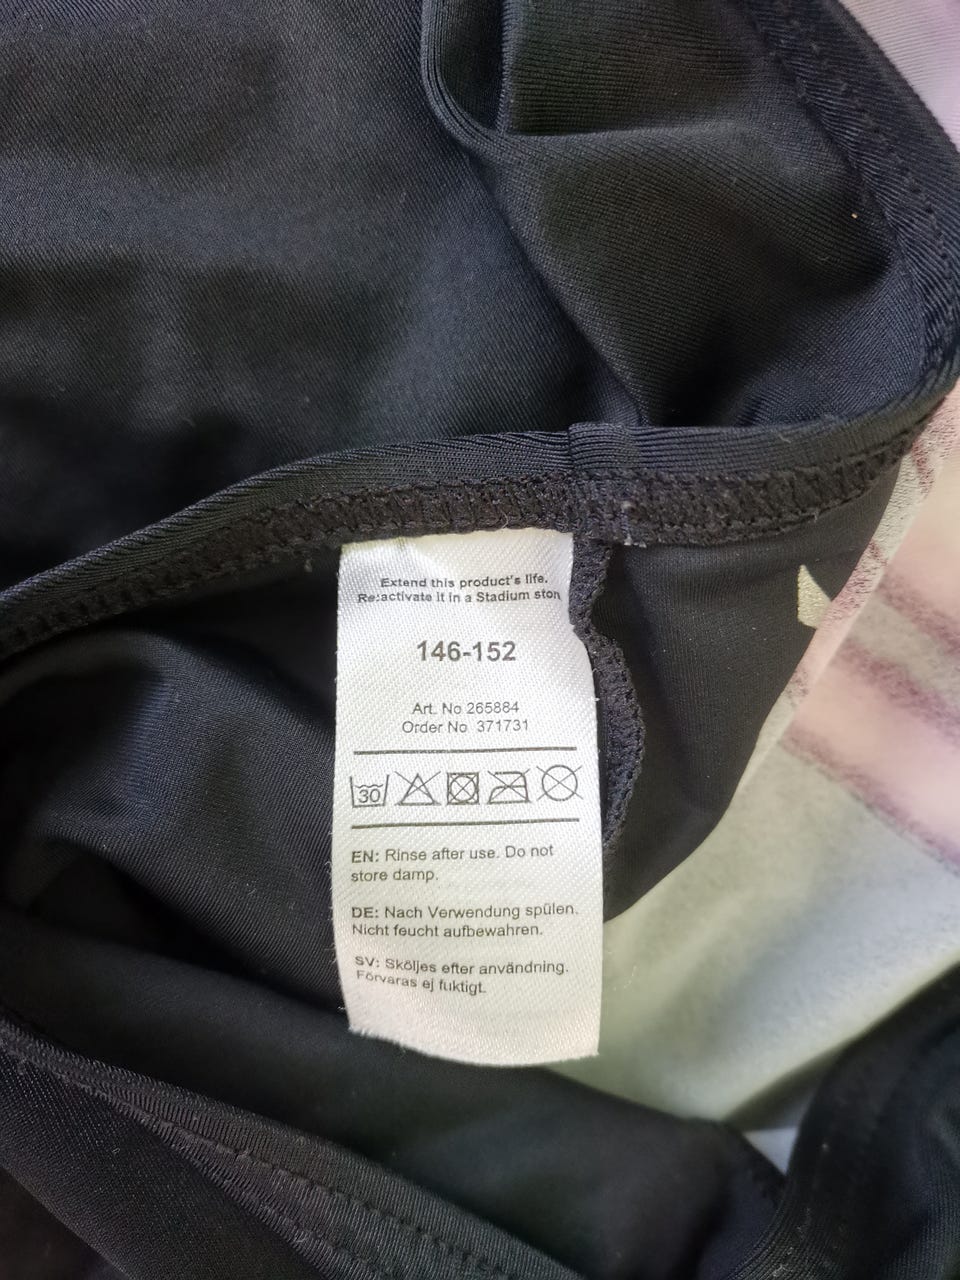 Extend this product's life.
Re:activate it in a Stadium ston
146-152
Art. No 265884
Order No 371731
30
EN: Rinse after use. Do not
store damp.
DE: Nach Verwendung spülen.
Nicht feucht aufbewahren.
SV: Sköljes efter användning.
Förvaras ej fuktigt.